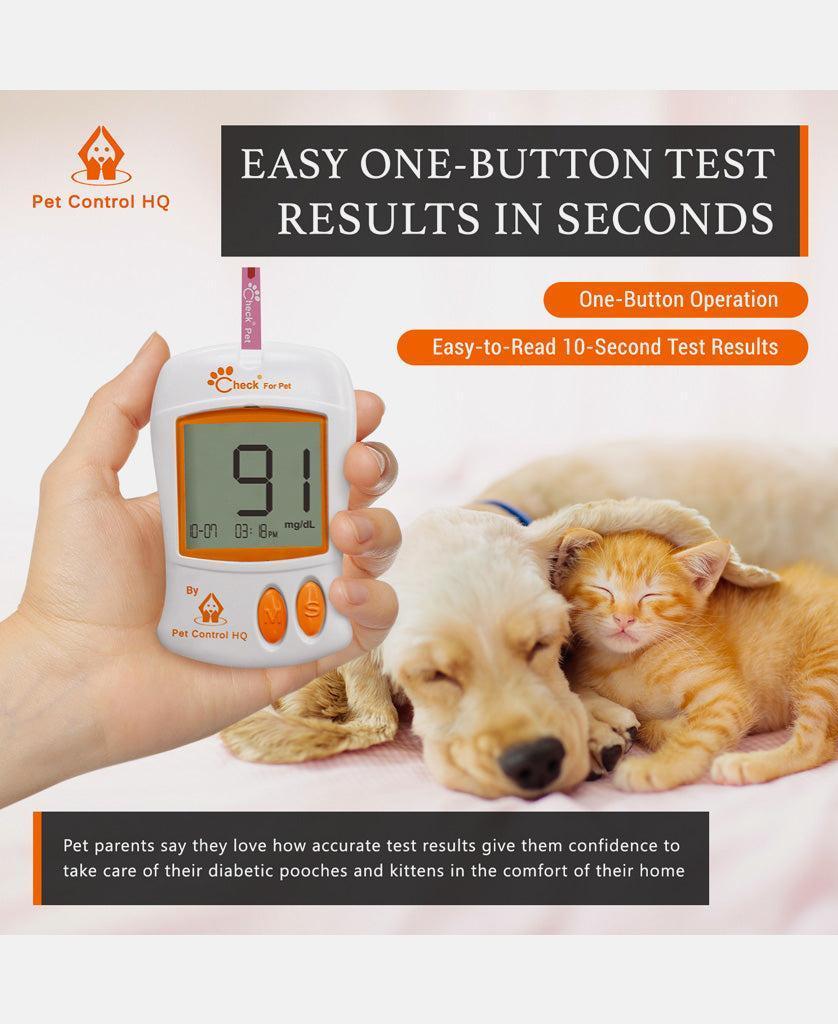 Pet Control HQ
EASY ONE-BUTTON TEST
RESULTS IN SECONDS
One-Button Operation
Easy-to-Read 10-Second Test Results
Check® Pet
Check® For Pet
91
mg/dL
10-07 03:18 PM
By
Pet Control HQ
M S
Pet parents say they love how accurate test results give them confidence to
take care of their diabetic pooches and kittens in the comfort of their home